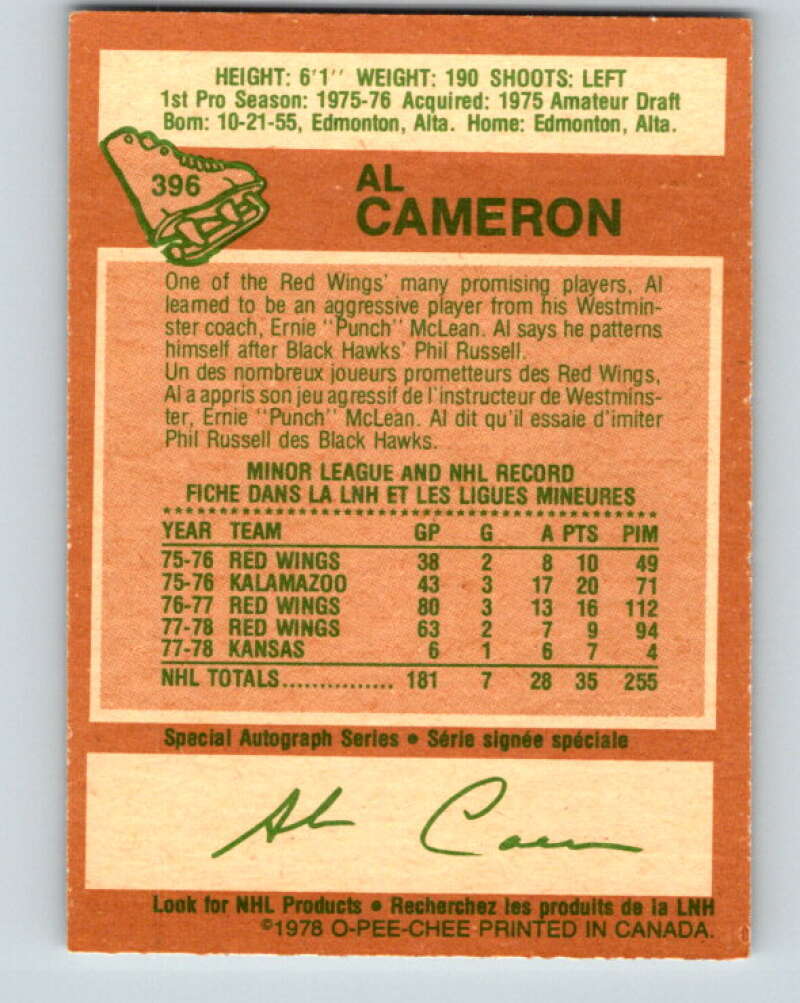 HEIGHT: 6'1'' WEIGHT: 190 SHOOTS: LEFT
1st Pro Season: 1975-76 Acquired: 1975 Amateur Draft
Born: 10-21-55, Edmonton, Alta. Home: Edmonton, Alta.
396
AL
CAMERON
One of the Red Wings' many promising players, Al
learned to be an aggressive player from his Westmin-
ster coach, Ernie "Punch" McLean. Al says he patterns
himself after Black Hawks' Phil Russell.
Un des nombreux joueurs prometteurs des Red Wings,
Al a appris son jeu agressif de l'instructeur de Westmins-
ter, Ernie "Punch" McLean. Al dit qu'il essaie d'imiter
Phil Russell des Black Hawks.
MINOR LEAGUE AND NHL RECORD
FICHE DANS LA LNH ET LES LIGUES MINEURES
YEAR TEAM GP G A PTS PIM
75-76 RED WINGS 38 2 8 10 49
75-76 KALAMAZOO 43 3 17 20 71
76-77 RED WINGS 80 3 13 16 112
77-78 RED WINGS 63 2 7 9 94
77-78 KANSAS 6 1 6 7 4
NHL TOTALS............... 181 7 28 35 255
Special Autograph Series • Série signée spéciale
Al Cameron
Look for NHL Products • Recherchez les produits de la LNH
©1978 O-PEE-CHEE PRINTED IN CANADA.